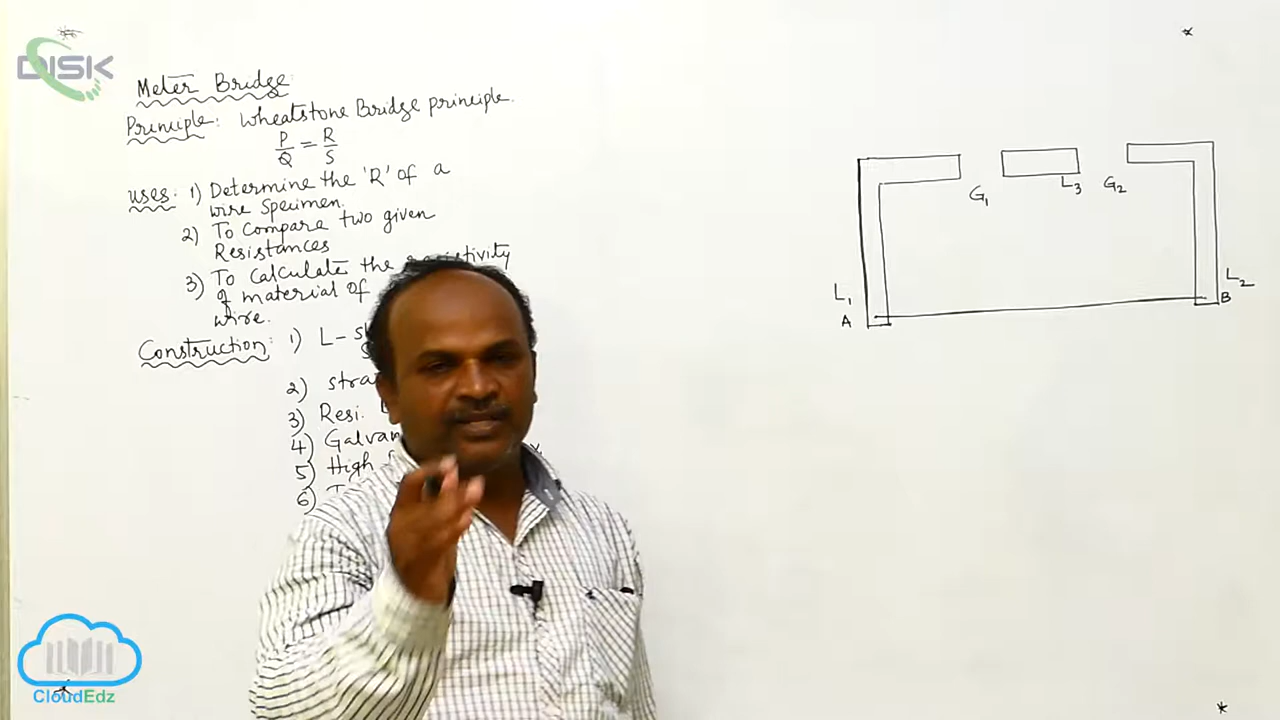 DISK
Meter Bridge
Principle: Wheatstone Bridge principle.
P/Q = R/S
uses: 1) Determine the 'R' of a
wire specimen.
2) To Compare two given
Resistances
3) To Calculate the resistivity
of material of
wire.
Construction: 1) L-
2)
3) Resi.
4)
5) High
6)
G1
L3
G2
L1
A
L2
B
CloudEdz